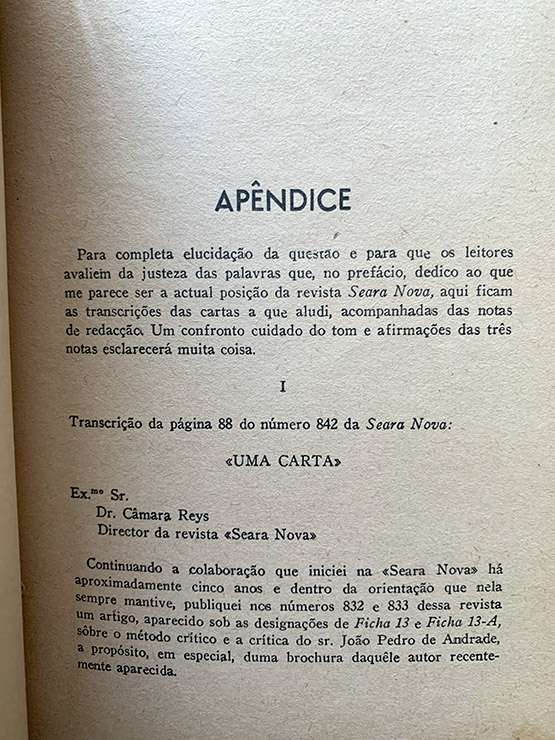 APÊNDICE
Para completa elucidação da questão e para que os leitores
avaliem da justeza das palavras que, no prefácio, dedico ao que
me parece ser a actual posição da revista Seara Nova, aqui ficam
as transcrições das cartas a que aludi, acompanhadas das notas
de redacção. Um confronto cuidado do tom e afirmações das três
notas esclarecerá muita coisa.
I
Transcrição da página 88 do número 842 da Seara Nova:
«UMA CARTA»
Ex.mo Sr.
Dr. Câmara Reys
Director da revista «Seara Nova»
Continuando a colaboração que iniciei na «Seara Nova» há
aproximadamente cinco anos e dentro da orientação que nela
sempre mantive, publiquei nos números 832 e 833 dessa revista
um artigo, aparecido sob as designações de Ficha 13 e Ficha 13-A,
sôbre o método crítico e a crítica do sr. João Pedro de Andrade,
a propósito, em especial, duma brochura daquêle autor recente-
mente aparecida.